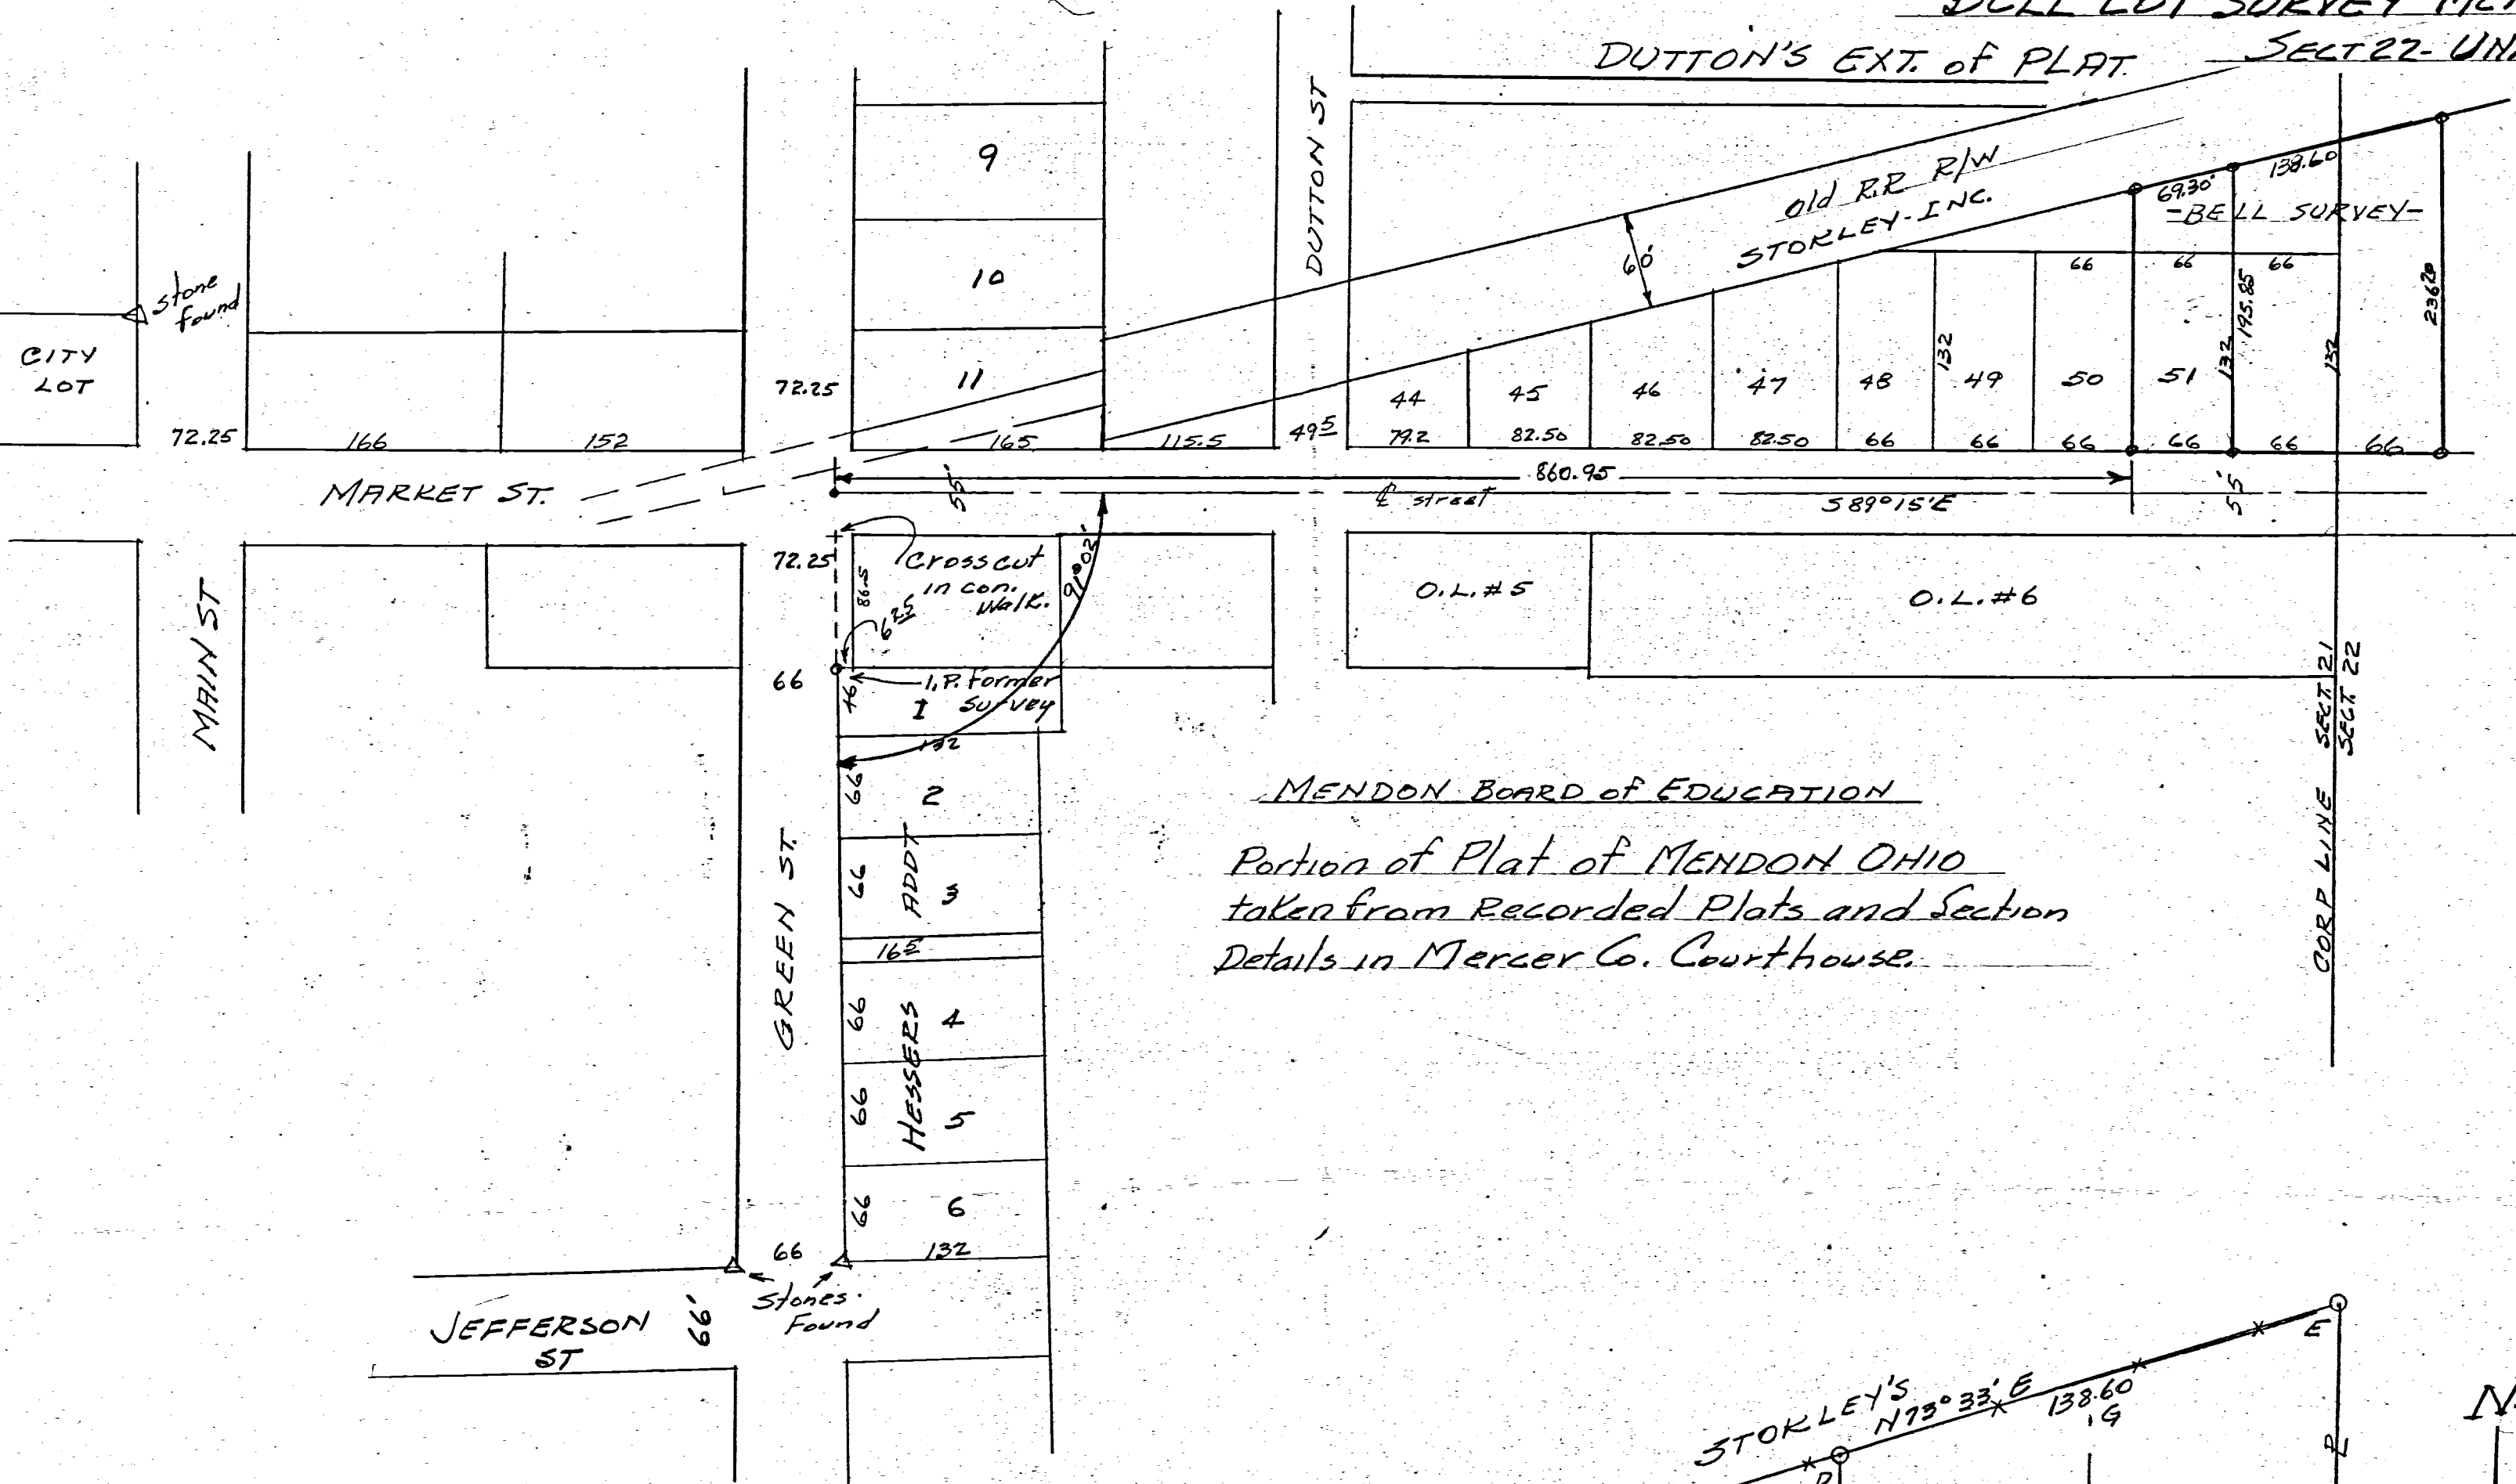 SECT 22- UN
DUTTON'S EXT. of PLAT.
DUTTON ST
9
10
11
old R.R R/W
STOKLEY-INC.
60'
69.30'
138.60
-BELL SURVEY-
stone
found
CITY
LOT
66
66
66
132
132
195.85
132
236.20
44
45
46
47
48
49
50
51
72.25
72.25
166
152
165
115.5
49.5
79.2
82.50
82.50
82.50
66
66
66
66
66
66
MARKET ST.
860.95
55'
₵ street
S 89°15'E
55'
72.25
Cross cut
in con.
Walk.
86.5
6.25
91°02'
O.L.#5
O.L.#6
MAIN ST
66
46
I.P. Former
Survey
1
132
66
2
66
3
ADDT
16.5
66
4
66
5
HESSERS
66
6
GREEN ST.
66
132
Stones
Found
JEFFERSON
ST
66'
CORP LINE
SECT. 21
SECT. 22
MENDON BOARD of EDUCATION
Portion of Plat of MENDON OHIO
taken from Recorded Plats and Section
Details in Mercer Co. Courthouse.
STOKLEY'S
N73°33' E
138.60
G
E
D
N.